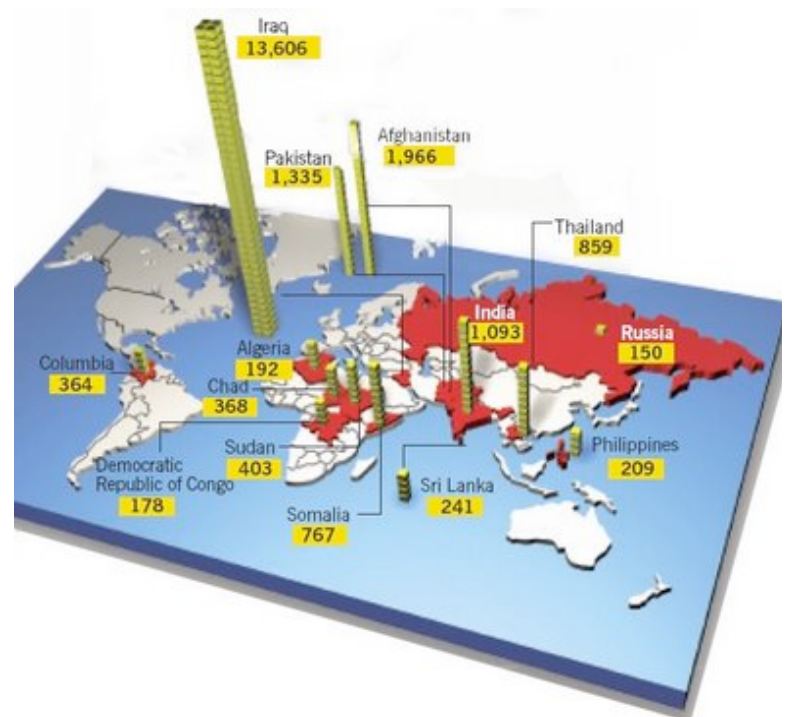 Iraq
13,606
Afghanistan
1,966
Pakistan
1,335
Thailand
859
India
1,093
Russia
150
Algeria
192
Columbia
364
Chad
368
Sudan
403
Philippines
209
Democratic
Republic of Congo
178
Sri Lanka
241
Somalia
767